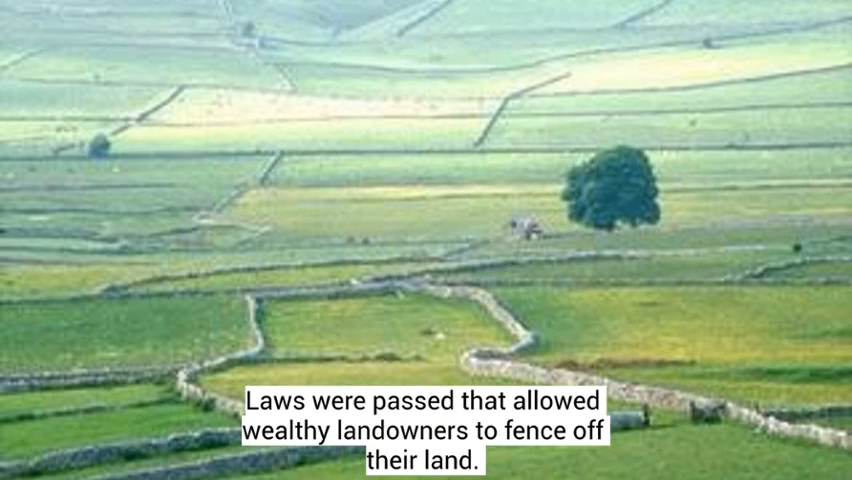 Laws were passed that allowed
wealthy landowners to fence off
their land.